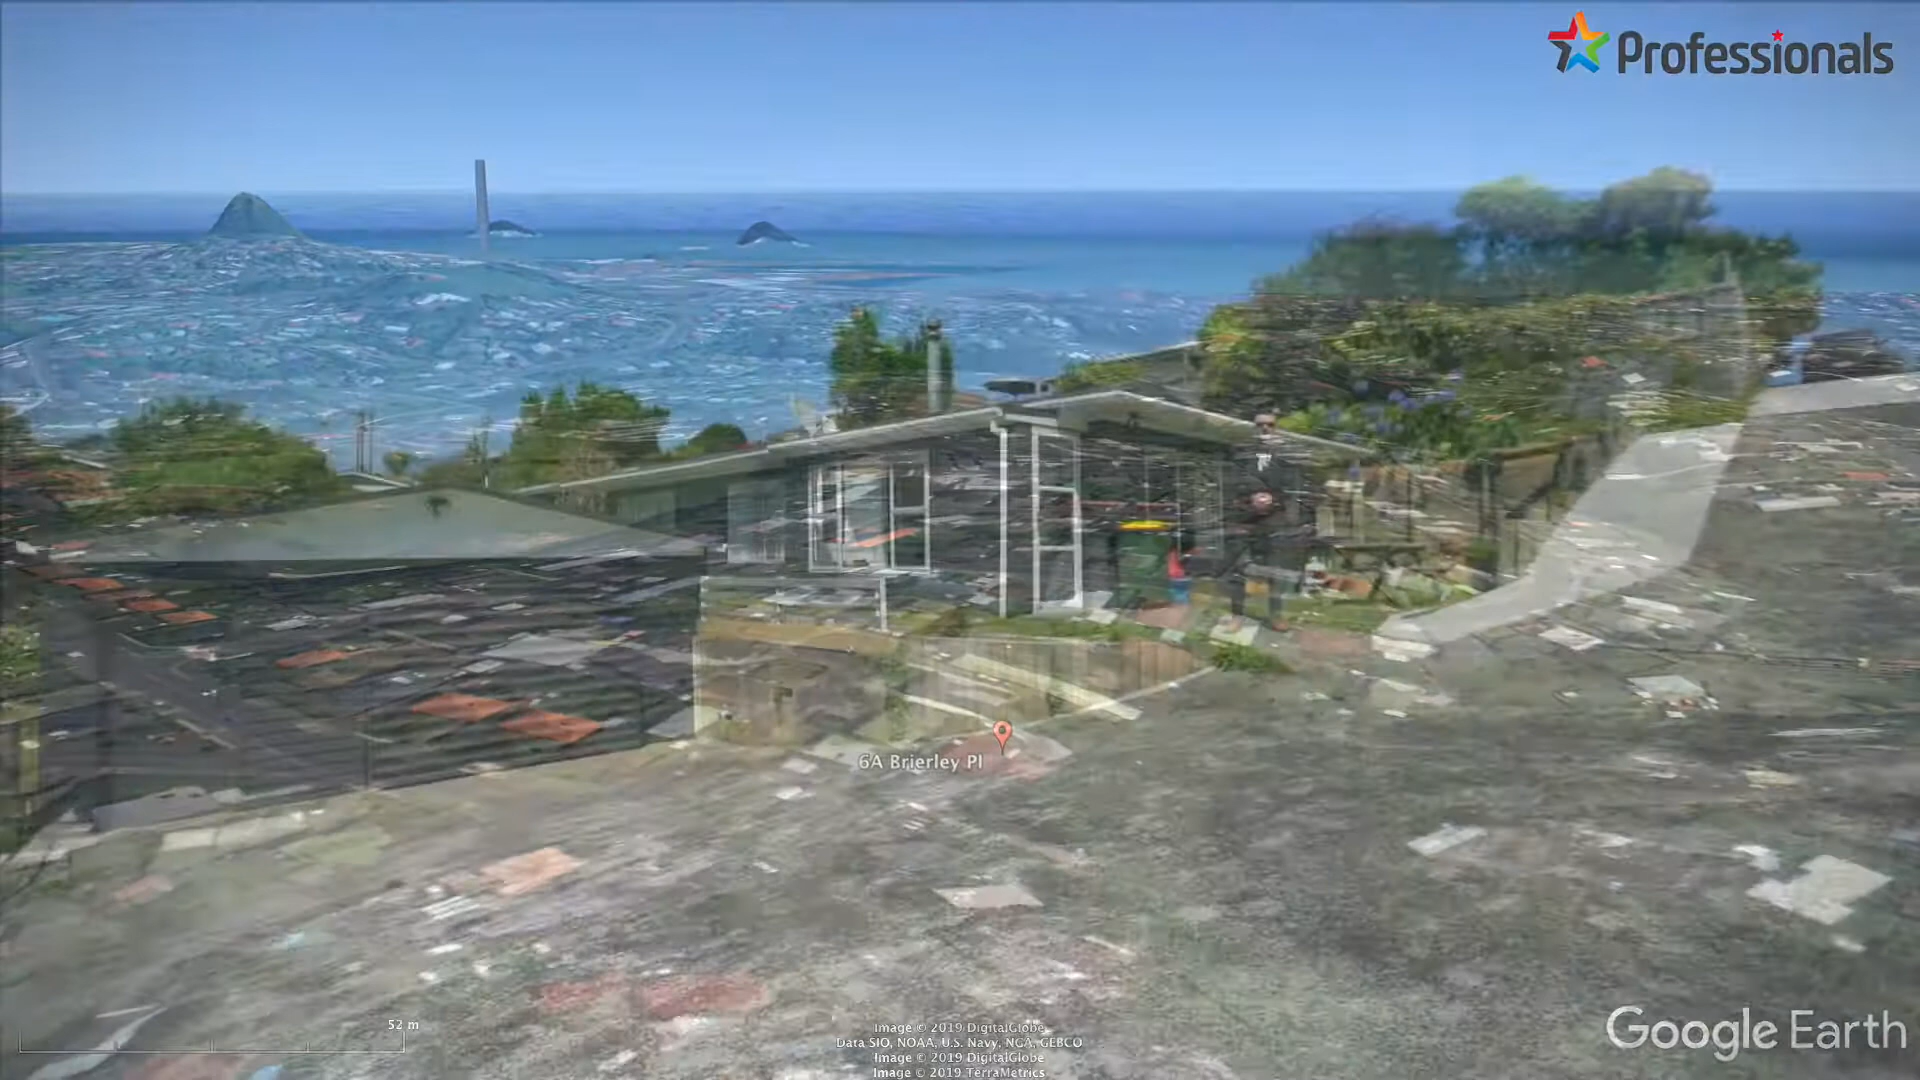 Professionals
6A Brierley Pl
52 m
Image © 2019 DigitalGlobe
Data SIO, NOAA, U.S. Navy, NGA, GEBCO
Image © 2019 DigitalGlobe
Image © 2019 TerraMetrics
Google Earth